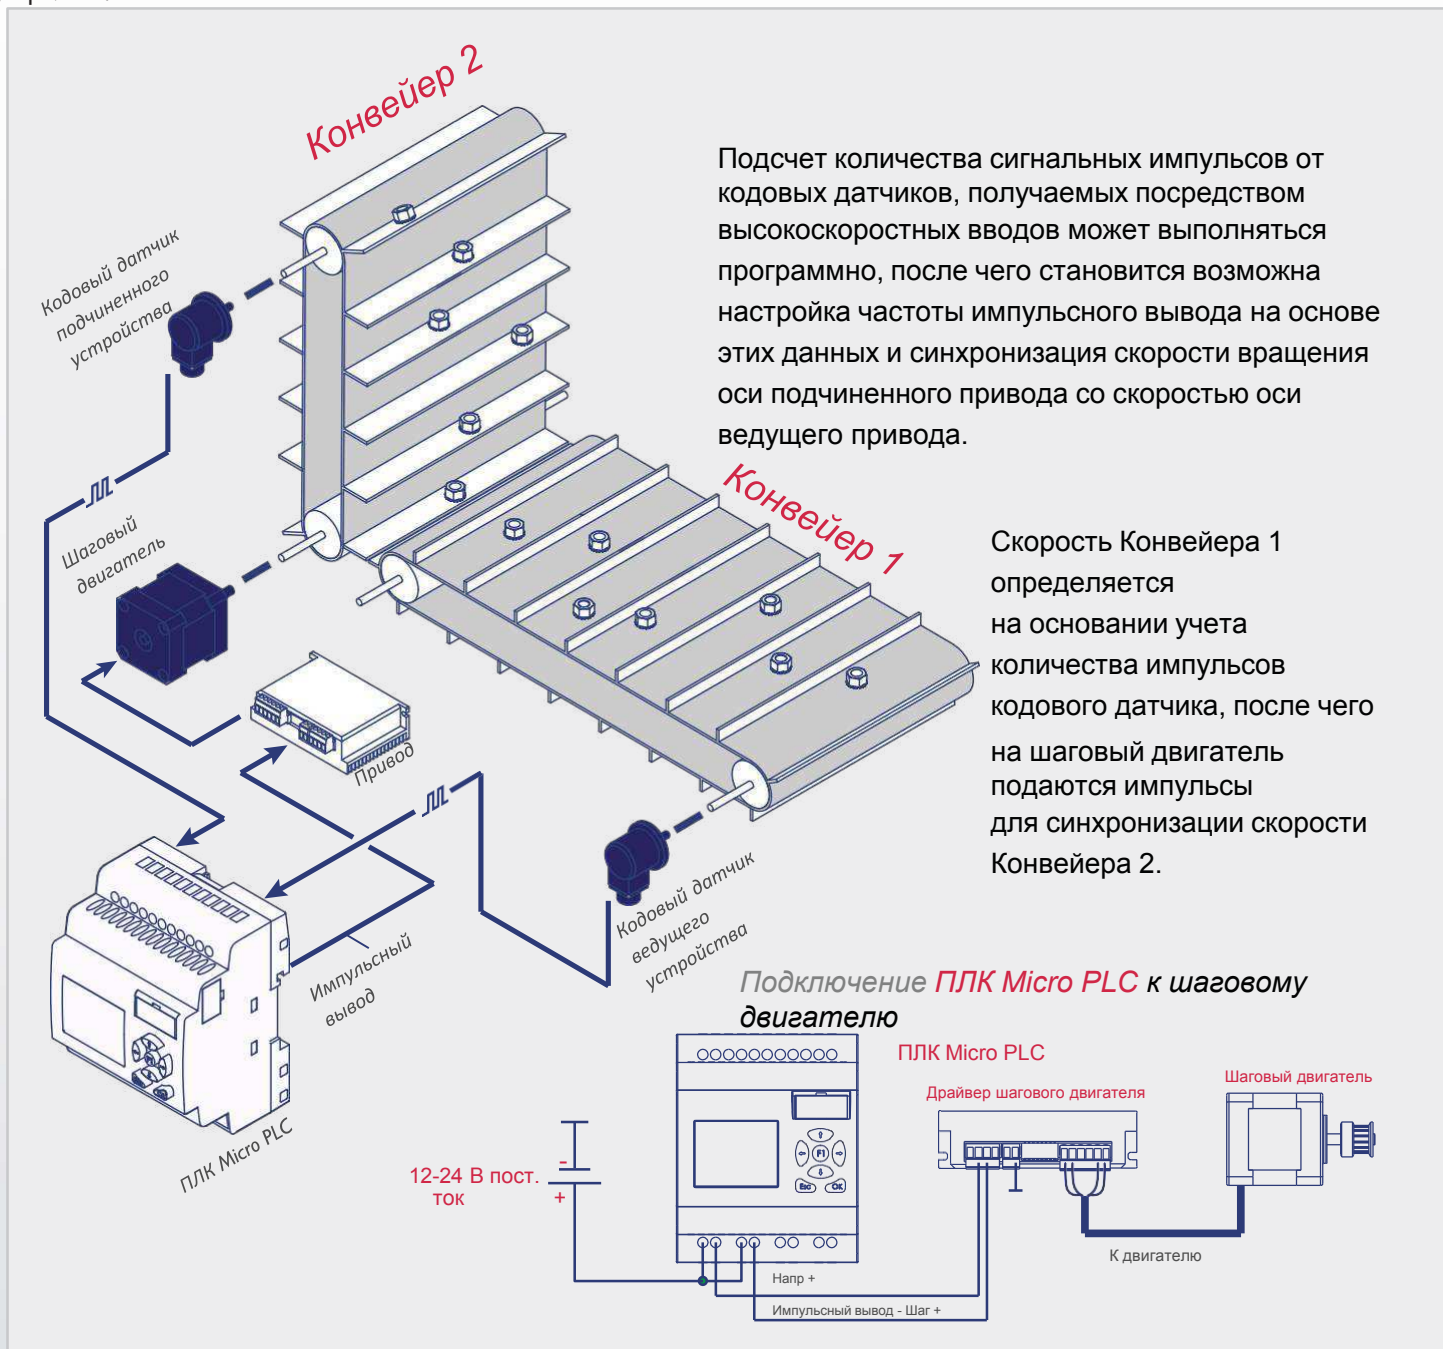 Конвейер 2
Подсчет количества сигнальных импульсов от
кодовых датчиков, получаемых посредством
высокоскоростных вводов может выполняться
программно, после чего становится возможна
настройка частоты импульсного вывода на основе
этих данных и синхронизация скорости вращения
оси подчиненного привода со скоростью оси
ведущего привода.
Кодовый датчик
подчиненного
устройства
Конвейер 1
Шаговый
двигатель
Скорость Конвейера 1
определяется
на основании учета
количества импульсов
кодового датчика, после чего
на шаговый двигатель
подаются импульсы
для синхронизации скорости
Конвейера 2.
Привод
Кодовый датчик
ведущего
устройства
Импульсный
вывод
ПЛК Micro PLC
Подключение ПЛК Micro PLC к шаговому
двигателю
ПЛК Micro PLC
Драйвер шагового двигателя
Шаговый двигатель
12-24 В пост.
ток
-
+
F1
Esc
OK
К двигателю
Напр +
Импульсный вывод - Шаг +